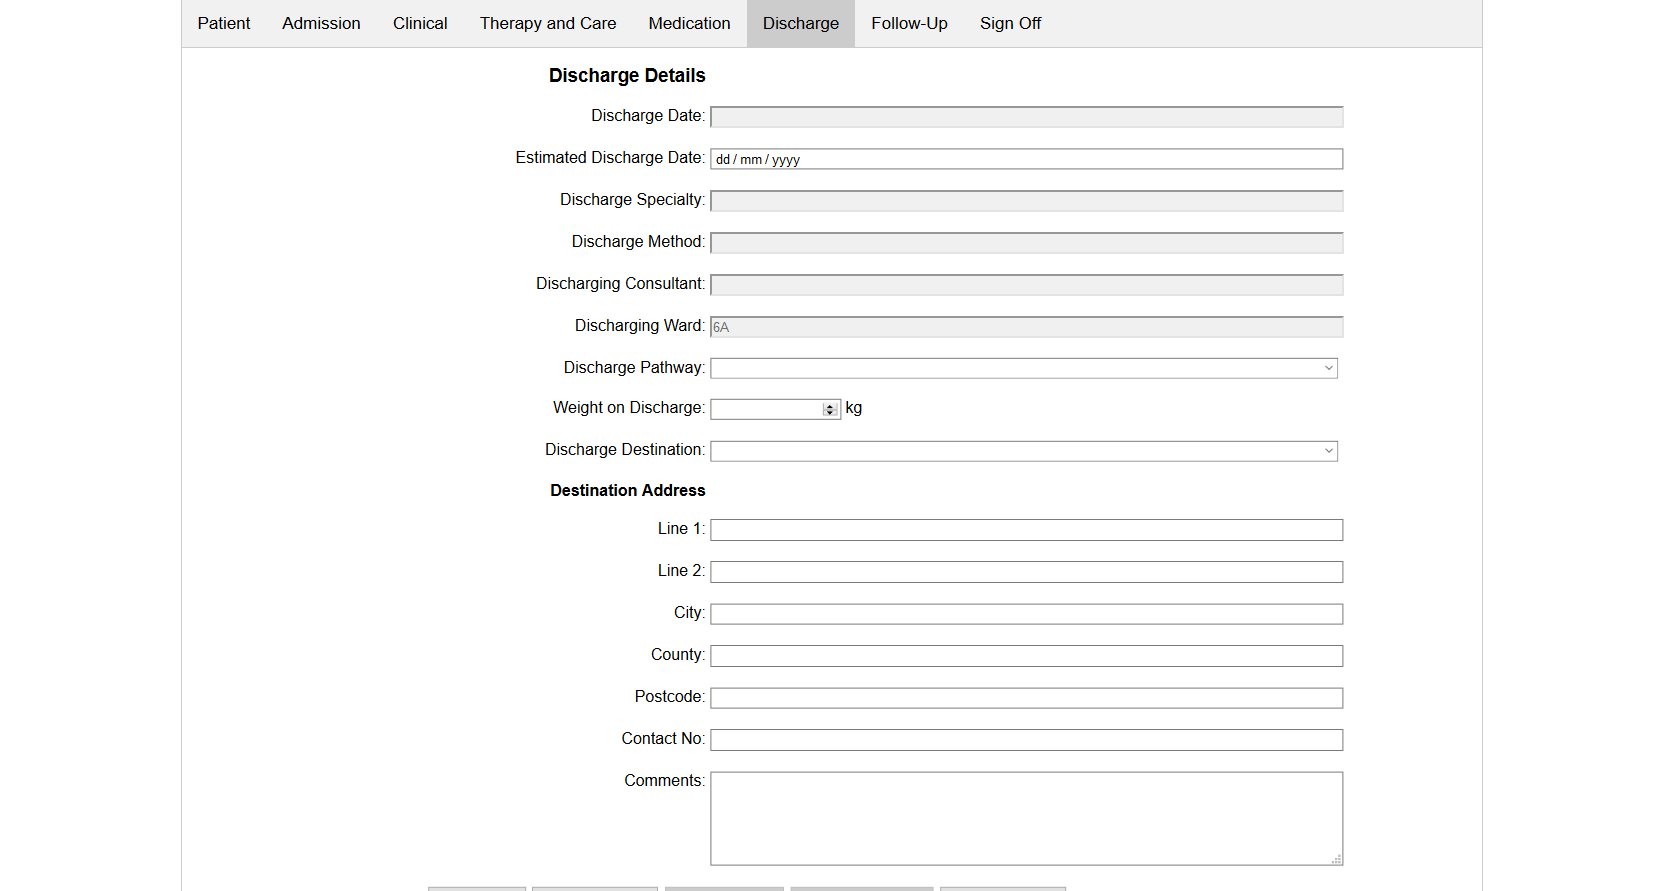 Patient Admission Clinical Therapy and Care Medication Discharge Follow-Up Sign Off
Discharge Details
Discharge Date:
Estimated Discharge Date: dd / mm / yyyy
Discharge Specialty:
Discharge Method:
Discharging Consultant:
Discharging Ward: 6A
Discharge Pathway:
Weight on Discharge: kg
Discharge Destination:
Destination Address
Line 1:
Line 2:
City:
County:
Postcode:
Contact No:
Comments: